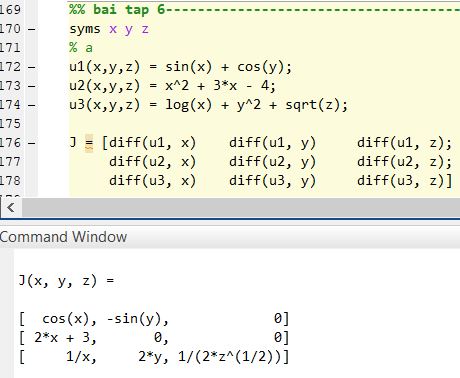 169 %% bai tap 6------------------------------------------
170 - syms x y z
171 % a
172 - u1(x,y,z) = sin(x) + cos(y);
173 - u2(x,y,z) = x^2 + 3*x - 4;
174 - u3(x,y,z) = log(x) + y^2 + sqrt(z);
175
176 - J = [diff(u1, x) diff(u1, y) diff(u1, z);
177 diff(u2, x) diff(u2, y) diff(u2, z);
178 diff(u3, x) diff(u3, y) diff(u3, z)]
<
Command Window
J(x, y, z) =
[ cos(x), -sin(y), 0]
[ 2*x + 3, 0, 0]
[ 1/x, 2*y, 1/(2*z^(1/2))]